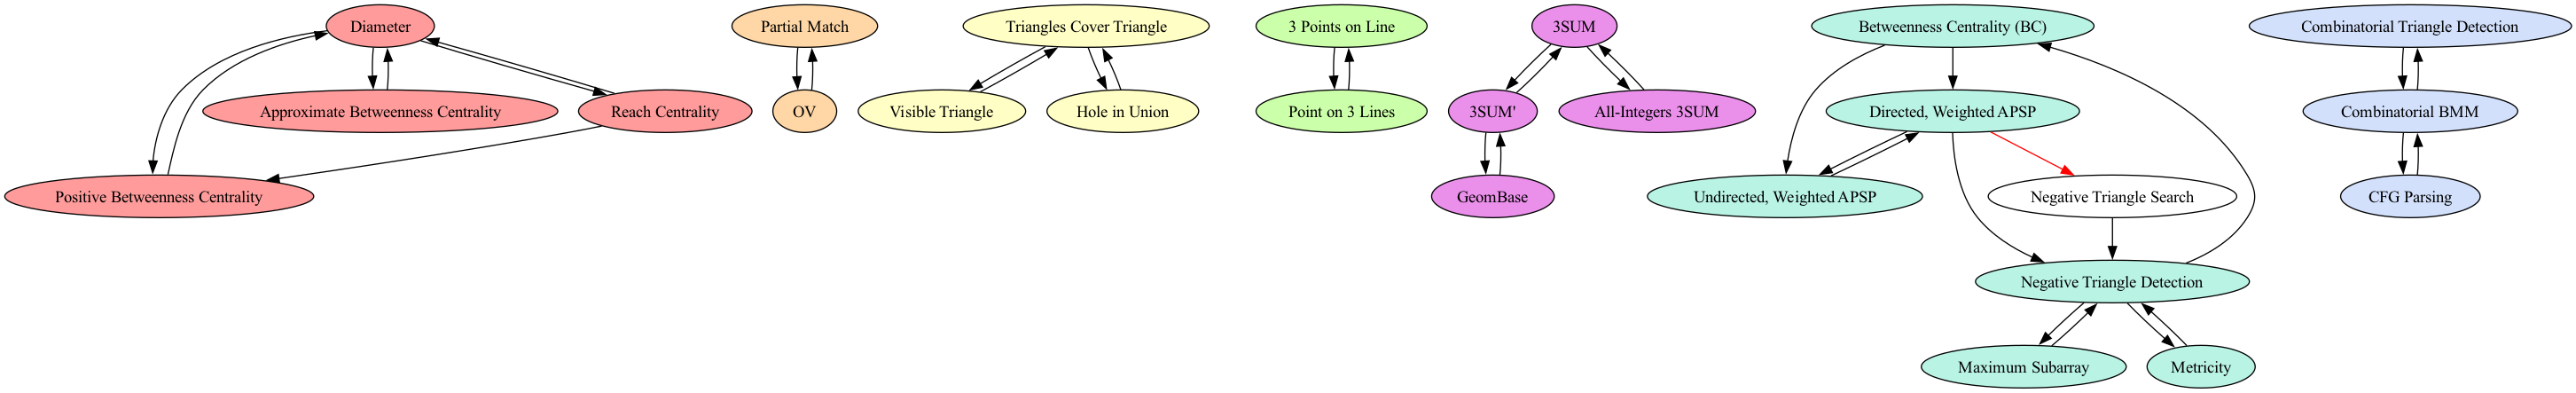 Diameter
Partial Match
Triangles Cover Triangle
3 Points on Line
3SUM
Betweenness Centrality (BC)
Combinatorial Triangle Detection
Approximate Betweenness Centrality
Reach Centrality
OV
Visible Triangle
Hole in Union
Point on 3 Lines
3SUM'
All-Integers 3SUM
Directed, Weighted APSP
Combinatorial BMM
Positive Betweenness Centrality
GeomBase
Undirected, Weighted APSP
Negative Triangle Search
CFG Parsing
Negative Triangle Detection
Maximum Subarray
Metricity